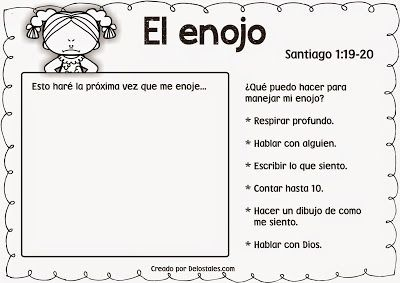 El enojo
Santiago 1:19-20
Esto haré la próxima vez que me enoje...
¿Qué puedo hacer para
manejar mi enojo?
* Respirar profundo.
* Hablar con alguien.
* Escribir lo que siento.
* Contar hasta 10.
* Hacer un dibujo de como
me siento.
* Hablar con Dios.
Creado por Delostales.com